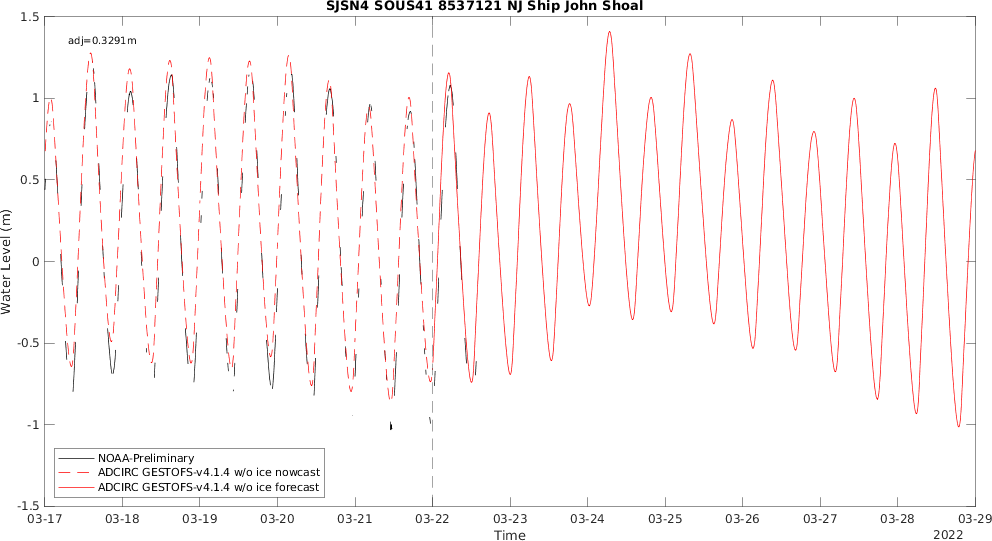 SJSN4 SOUS41 8537121 NJ Ship John Shoal
adj=0.3291m
1.5
1
0.5
0
-0.5
-1
-1.5
Water Level (m)
NOAA-Preliminary
ADCIRC GESTOFS-v4.1.4 w/o ice nowcast
ADCIRC GESTOFS-v4.1.4 w/o ice forecast
03-17 03-18 03-19 03-20 03-21 03-22 03-23 03-24 03-25 03-26 03-27 03-28 03-29
Time
2022